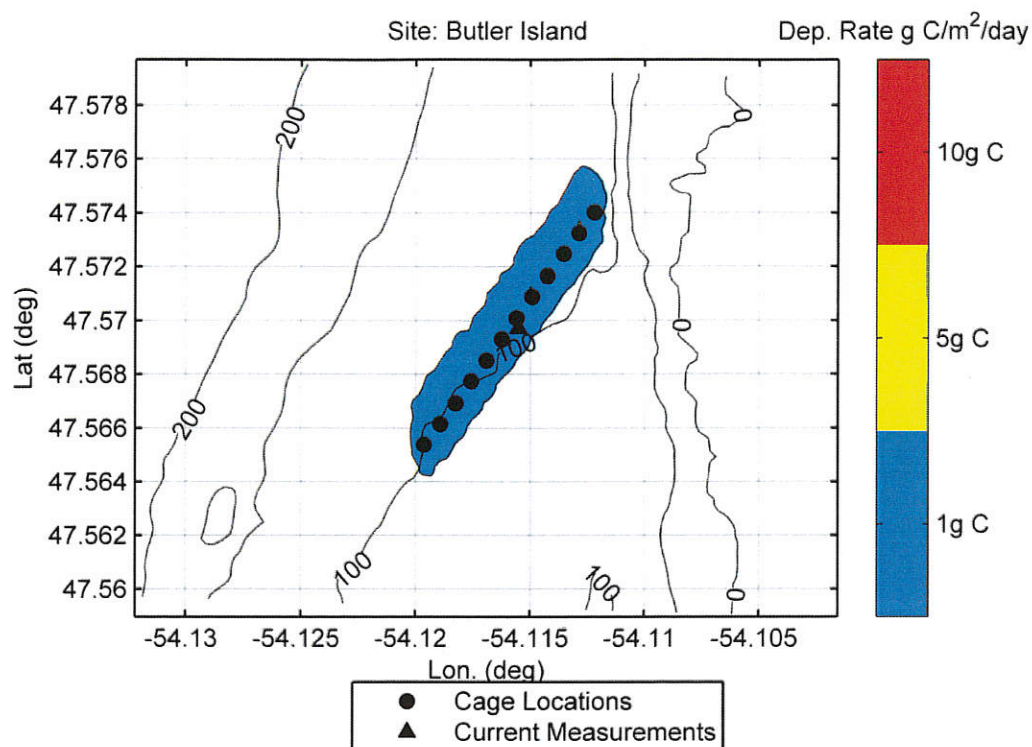 Site: Butler Island
Dep. Rate g C/m²/day
47.578
47.576
47.574
47.572
47.57
47.568
47.566
47.564
47.562
47.56
Lat (deg)
200
200
100
100
100
0
0
0
10g C
5g C
1g C
-54.13
-54.125
-54.12
-54.115
-54.11
-54.105
Lon. (deg)
Cage Locations
Current Measurements